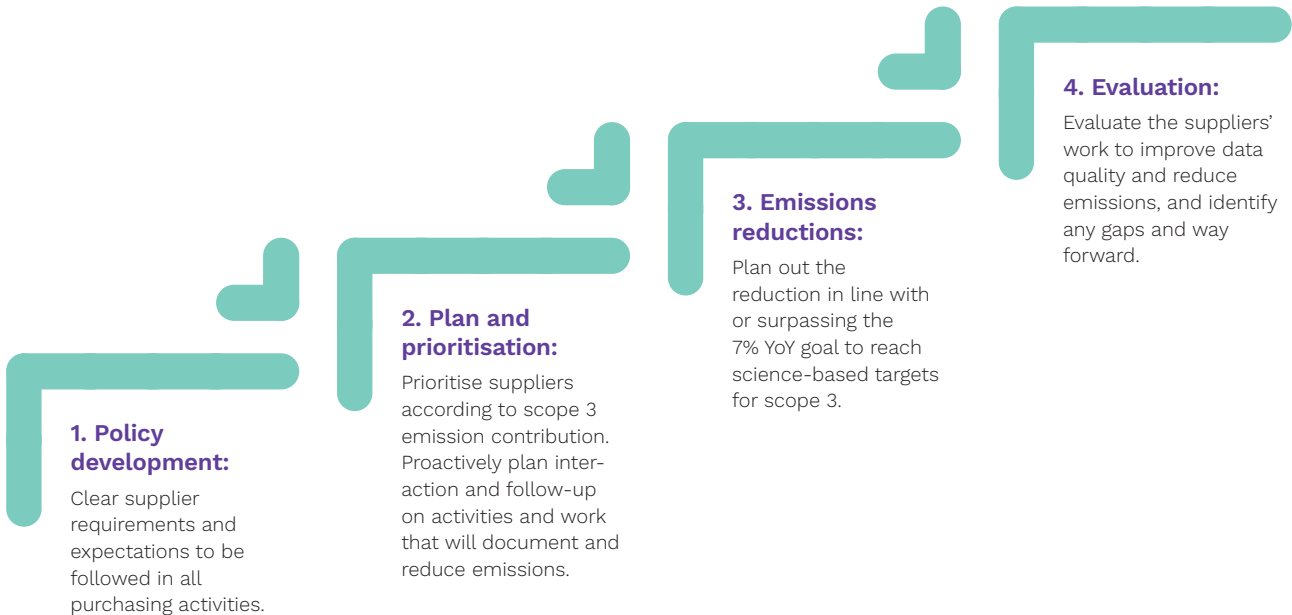 1. Policy
development:
Clear supplier
requirements and
expectations to be
followed in all
purchasing activities.
2. Plan and
prioritisation:
Prioritise suppliers
according to scope 3
emission contribution.
Proactively plan inter-
action and follow-up
on activities and work
that will document and
reduce emissions.
3. Emissions
reductions:
Plan out the
reduction in line with
or surpassing the
7% YoY goal to reach
science-based targets
for scope 3.
4. Evaluation:
Evaluate the suppliers’
work to improve data
quality and reduce
emissions, and identify
any gaps and way
forward.